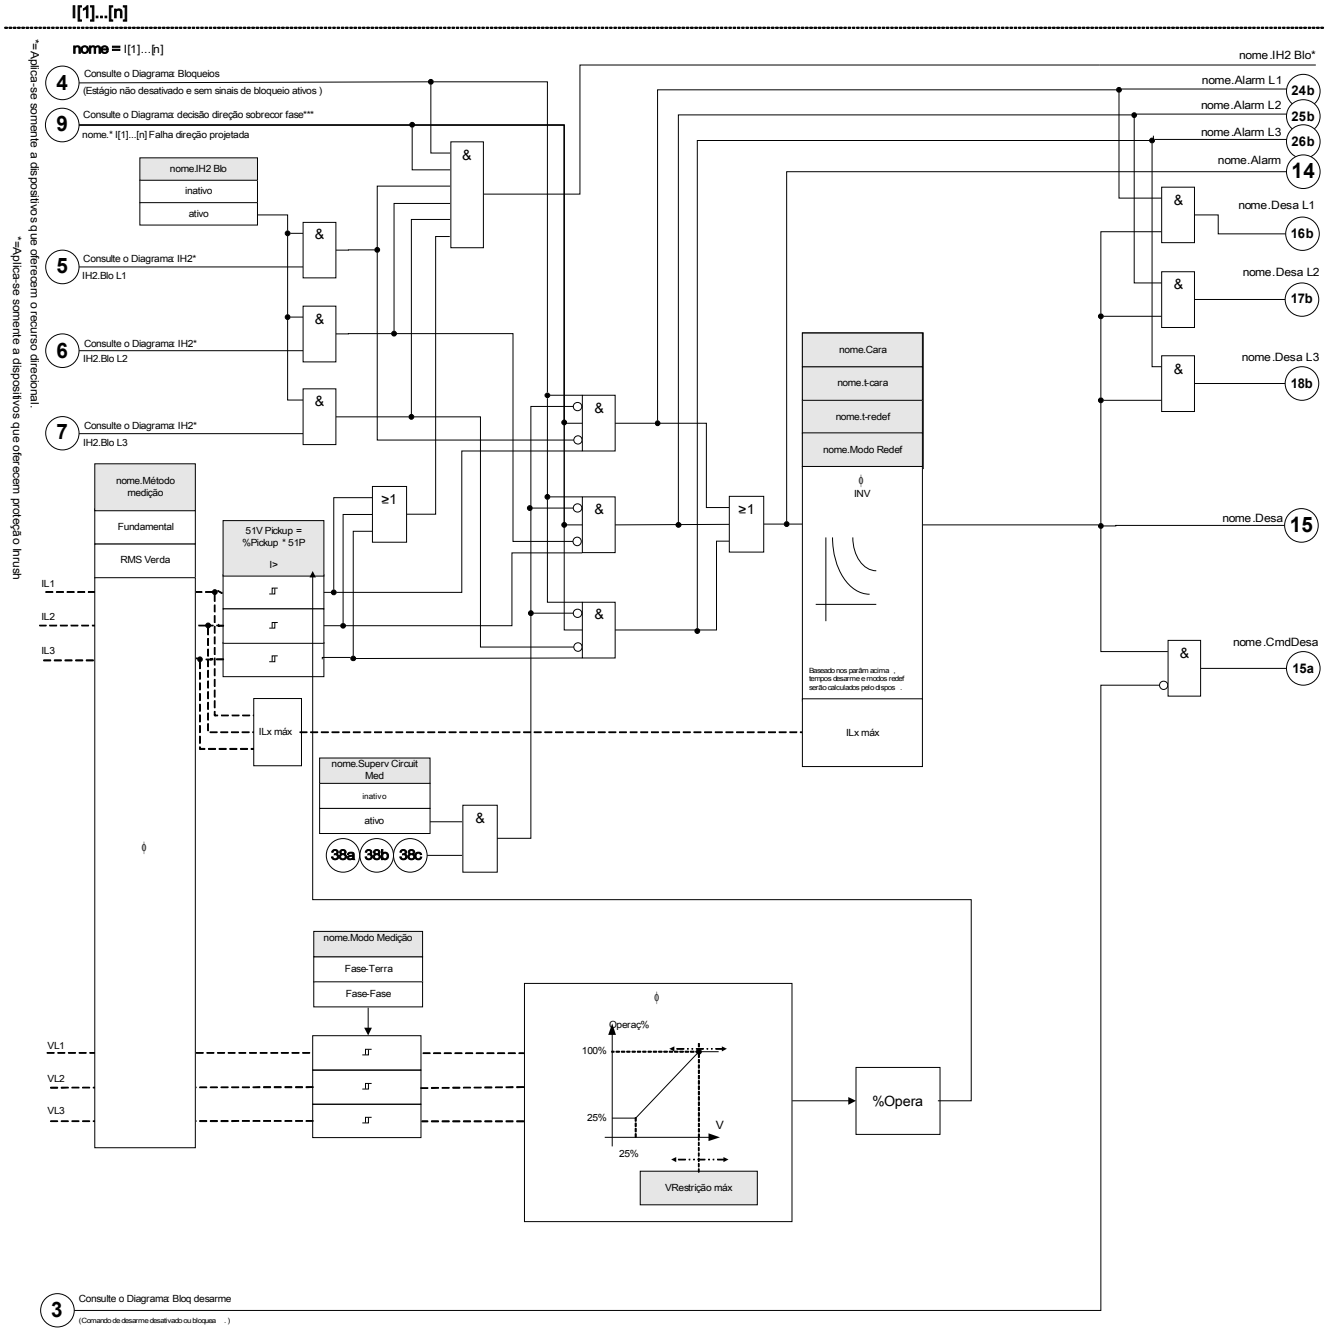 I[1]...[n]
nome = I[1]...[n]
*=Aplica-se somente a dispositivos que oferecem o recurso direcional.
*=Aplica-se somente a dispositivos que oferecem proteção Inrush
4
Consulte o Diagrama: Bloqueios
(Estágio não desativado e sem sinais de bloqueio ativos )
9
Consulte o Diagrama: decisão direção sobrecor fase***
nome.* I[1]...[n] Falha direção projetada
nome.IH2 Blo
inativo
ativo
5
Consulte o Diagrama: IH2*
IH2.Blo L1
6
Consulte o Diagrama: IH2*
IH2.Blo L2
7
Consulte o Diagrama: IH2*
IH2.Blo L3
&
&
&
&
nome.IH2 Blo*
nome.Alarm L1
24b
nome.Alarm L2
25b
nome.Alarm L3
26b
nome.Alarm
14
&
nome.Desa L1
16b
&
nome.Desa L2
17b
&
nome.Desa L3
18b
nome.Método
medição
Fundamental
RMS Verda
ϕ
IL1
IL2
IL3
51V Pickup =
%Pickup * 51P
I>
≥1
&
&
&
≥1
nome.Cara
nome.t-cara
nome.t-redef
nome.Modo Redef
ϕ
INV
Baseado nos parâm acima ,
tempos desarme e modos redef
serão calculados pelo dispos .
ILx máx
nome.Desa
15
&
nome.CmdDesa
15a
ILx máx
nome.Superv Circuit
Med
inativo
ativo
&
38a
38b
38c
nome.Modo Medição
Fase-Terra
Fase-Fase
VL1
VL2
VL3
ϕ
Operaç%
100%
25%
V
25%
VRestrição máx
%Opera
3
Consulte o Diagrama: Bloq desarme
(Comando de desarme desativado ou bloquea . )